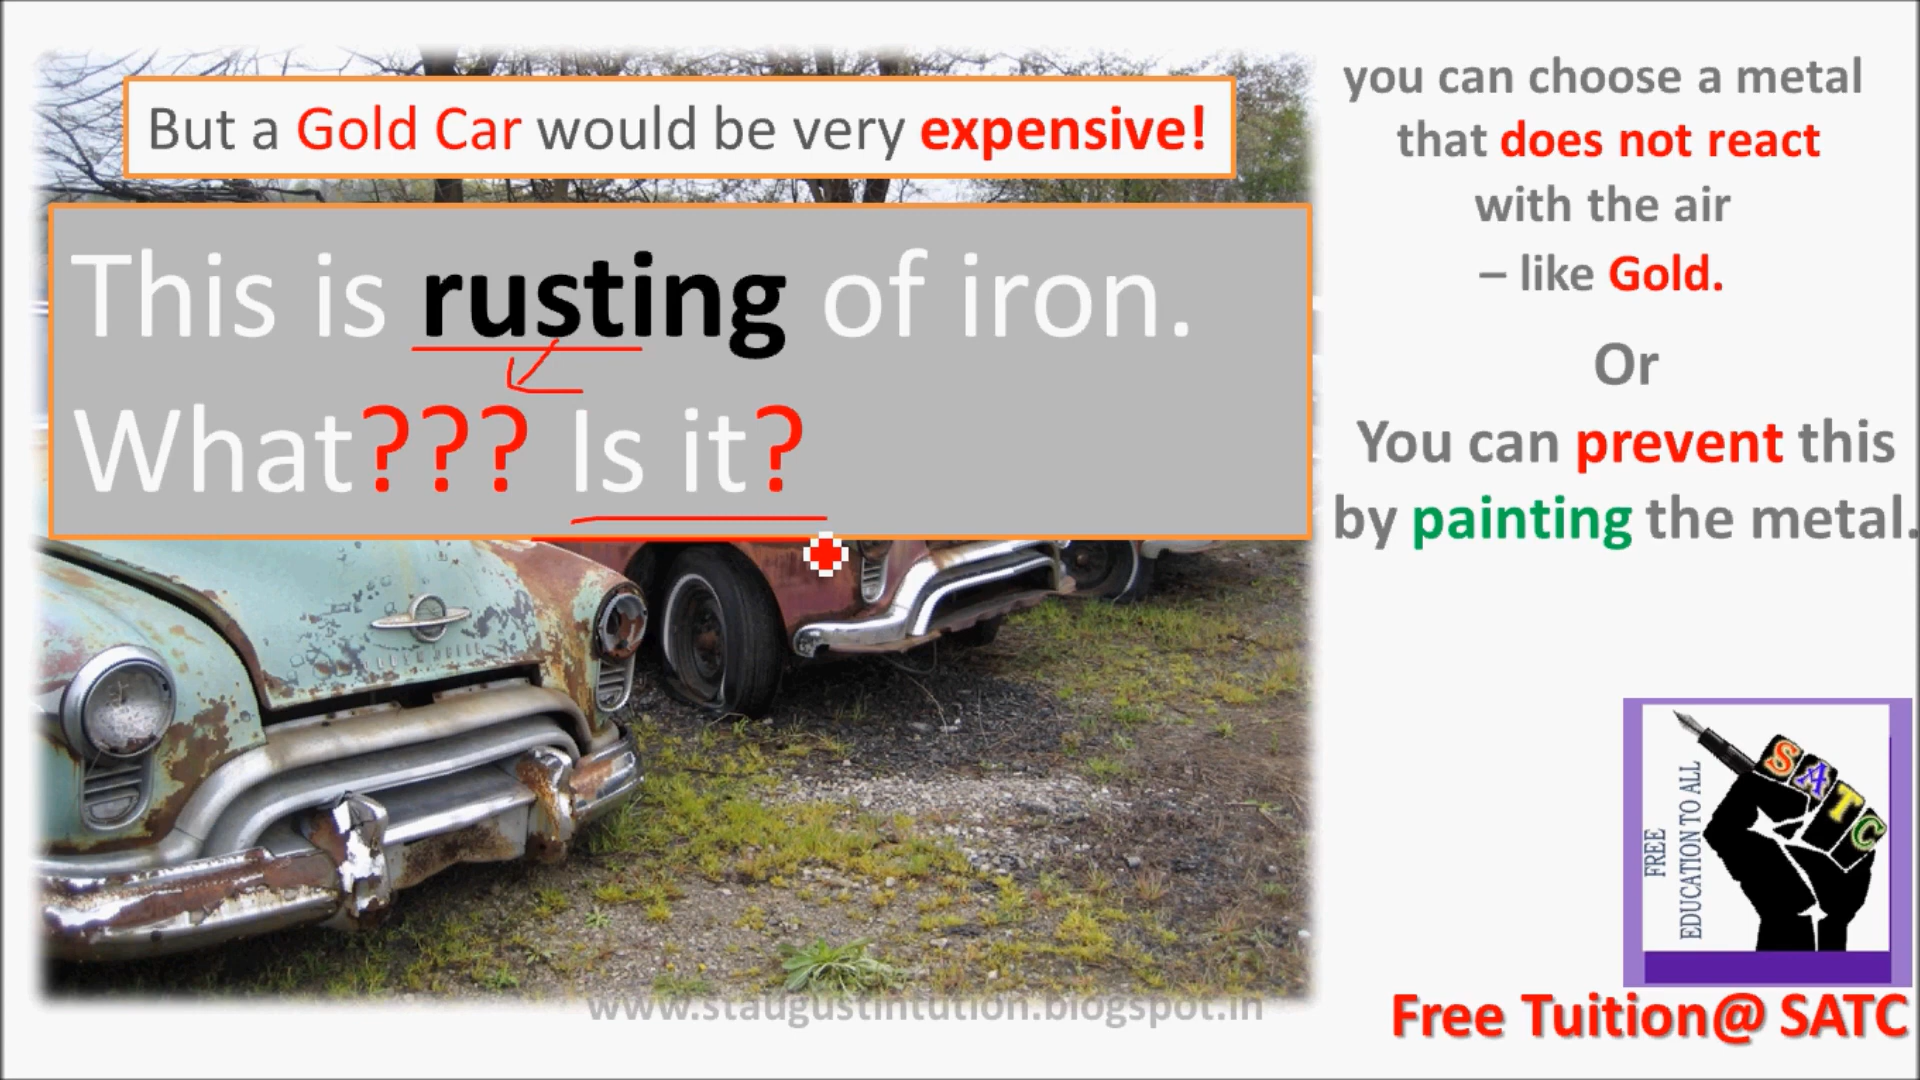 But a Gold Car would be very expensive!
This is rusting of iron.
What??? Is it?
you can choose a metal
that does not react
with the air
– like Gold.
Or
You can prevent this
by painting the metal.
FREE
EDUCATION TO ALL
SATC
www.staugustintution.blogspot.in
Free Tuition@ SATC